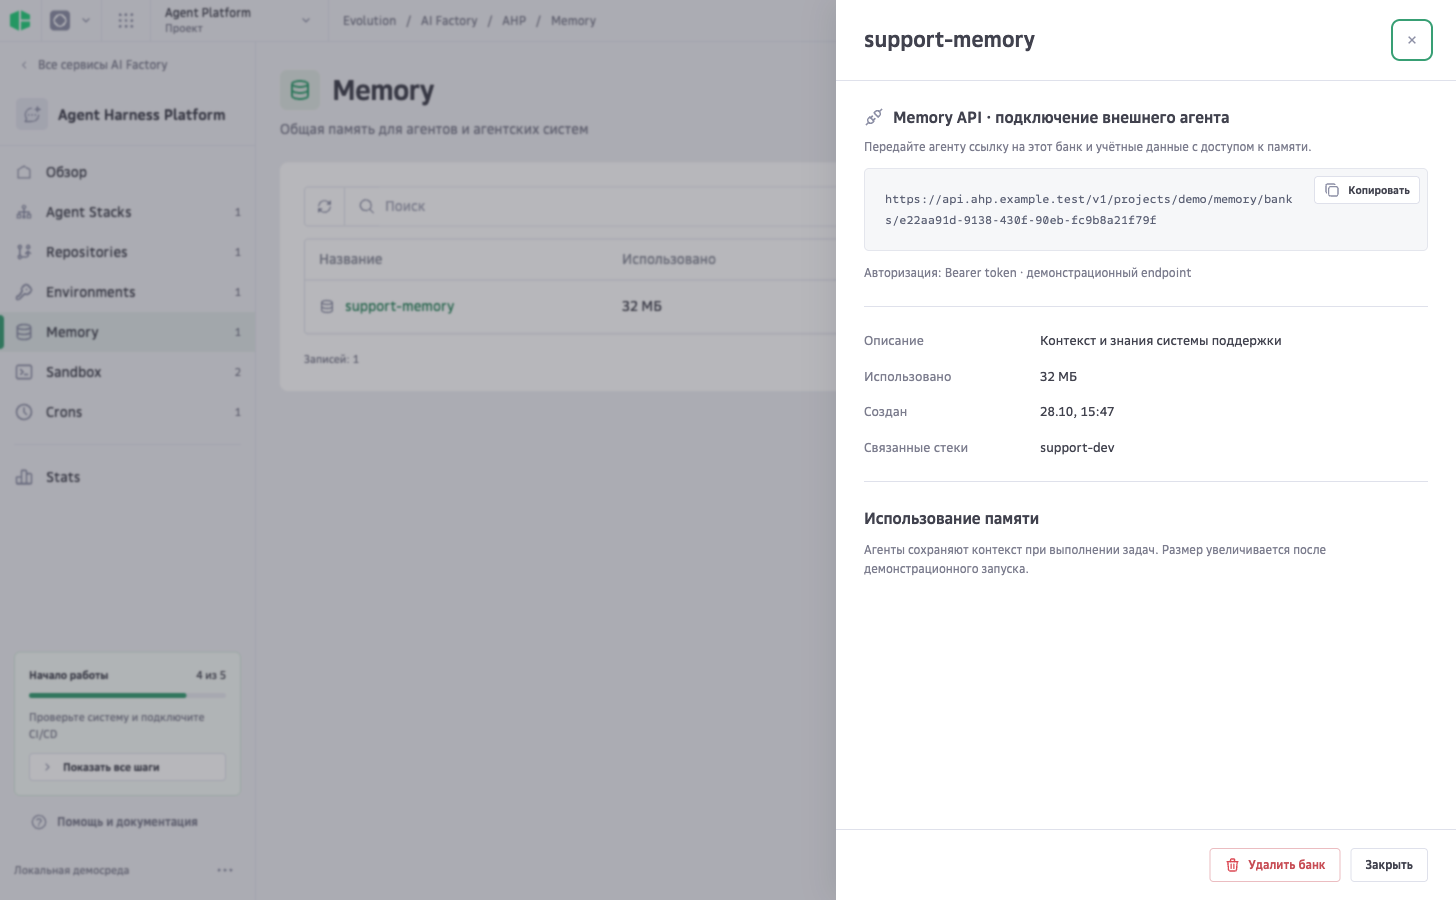 Agent Platform
Проект
Evolution / AI Factory / AHP / Memory
Все сервисы AI Factory
Agent Harness Platform
Обзор
Agent Stacks 1
Repositories 1
Environments 1
Memory 1
Sandbox 2
Crons 1
Stats
Начало работы 4 из 5
Проверьте систему и подключите
CI/CD
Показать все шаги
Помощь и документация
Локальная демосреда
Memory
Общая память для агентов и агентских систем
Поиск
Название Использовано
support-memory 32 МБ
Записей: 1
support-memory
Memory API · подключение внешнего агента
Передайте агенту ссылку на этот банк и учётные данные с доступом к памяти.
Копировать
https://api.ahp.example.test/v1/projects/demo/memory/bank
s/e22aa91d-9138-430f-90eb-fc9b8a21f79f
Авторизация: Bearer token · демонстрационный endpoint
Описание Контекст и знания системы поддержки
Использовано 32 МБ
Создан 28.10, 15:47
Связанные стеки support-dev
Использование памяти
Агенты сохраняют контекст при выполнении задач. Размер увеличивается после
демонстрационного запуска.
Удалить банк
Закрыть